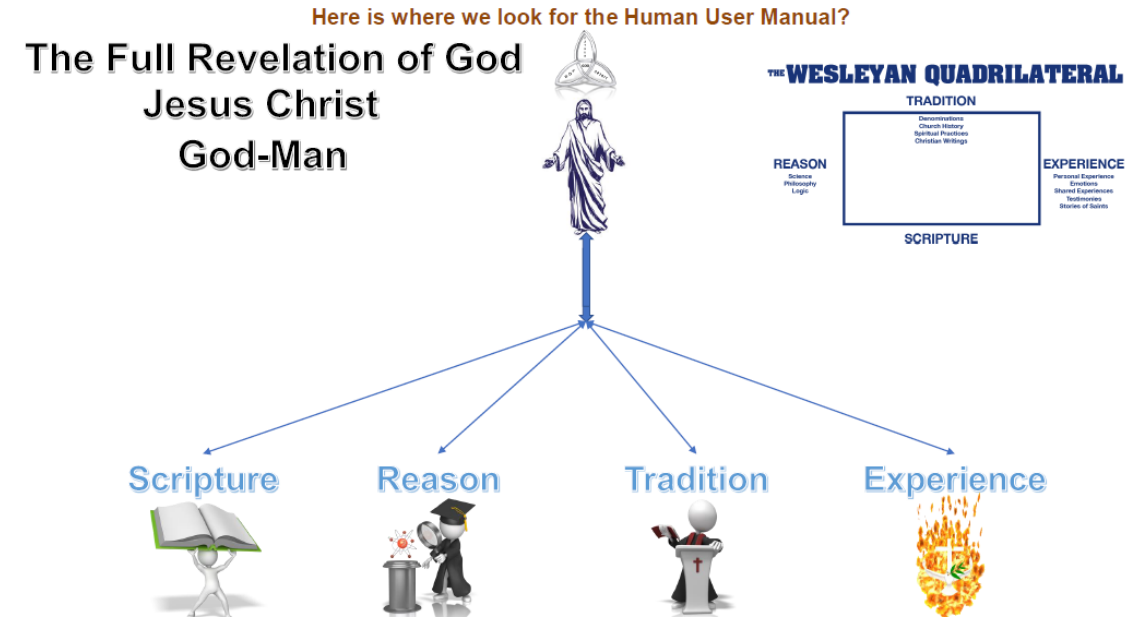 Here is where we look for the Human User Manual?
The Full Revelation of God
Jesus Christ
God-Man
THE WESLEYAN QUADRILATERAL
TRADITION
Denominations
Church History
Spiritual Practices
Christian Writings
REASON
Science
Philosophy
Logic
EXPERIENCE
Personal Experience
Emotions
Shared Experiences
Testimonies
Stories of Saints
SCRIPTURE
Scripture
Reason
Tradition
Experience